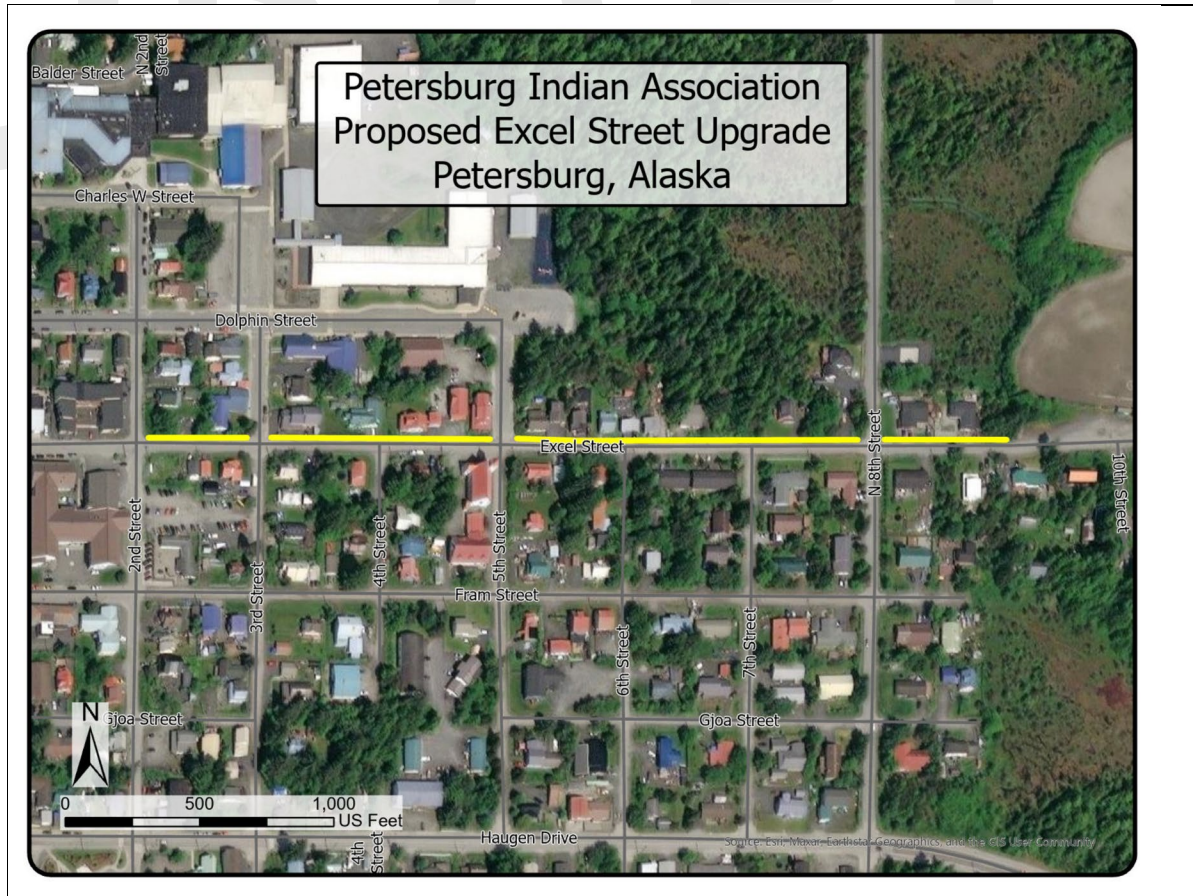 Petersburg Indian Association
Proposed Excel Street Upgrade
Petersburg, Alaska
Balder Street
N 2nd
Street
Charles W Street
Dolphin Street
Excel Street
N 8th Street
10th Street
2nd Street
3rd Street
4th Street
5th Street
Fram Street
6th Street
7th Street
Gjoa Street
Gjoa Street
N
0 500 1,000
US Feet
Haugen Drive
4th
Street
Source: Esri, Maxar, Earthstar Geographics, and the GIS User Community